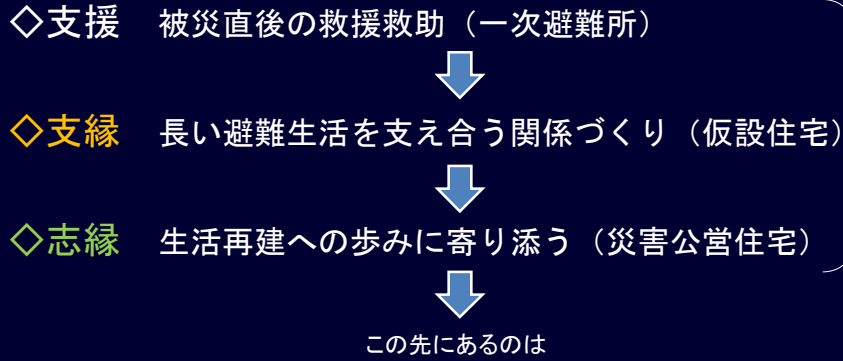 ◇支援 被災直後の救援救助（一次避難所）
◇支縁 長い避難生活を支え合う関係づくり（仮設住宅）
◇志縁 生活再建への歩みに寄り添う（災害公営住宅）
この先にあるのは